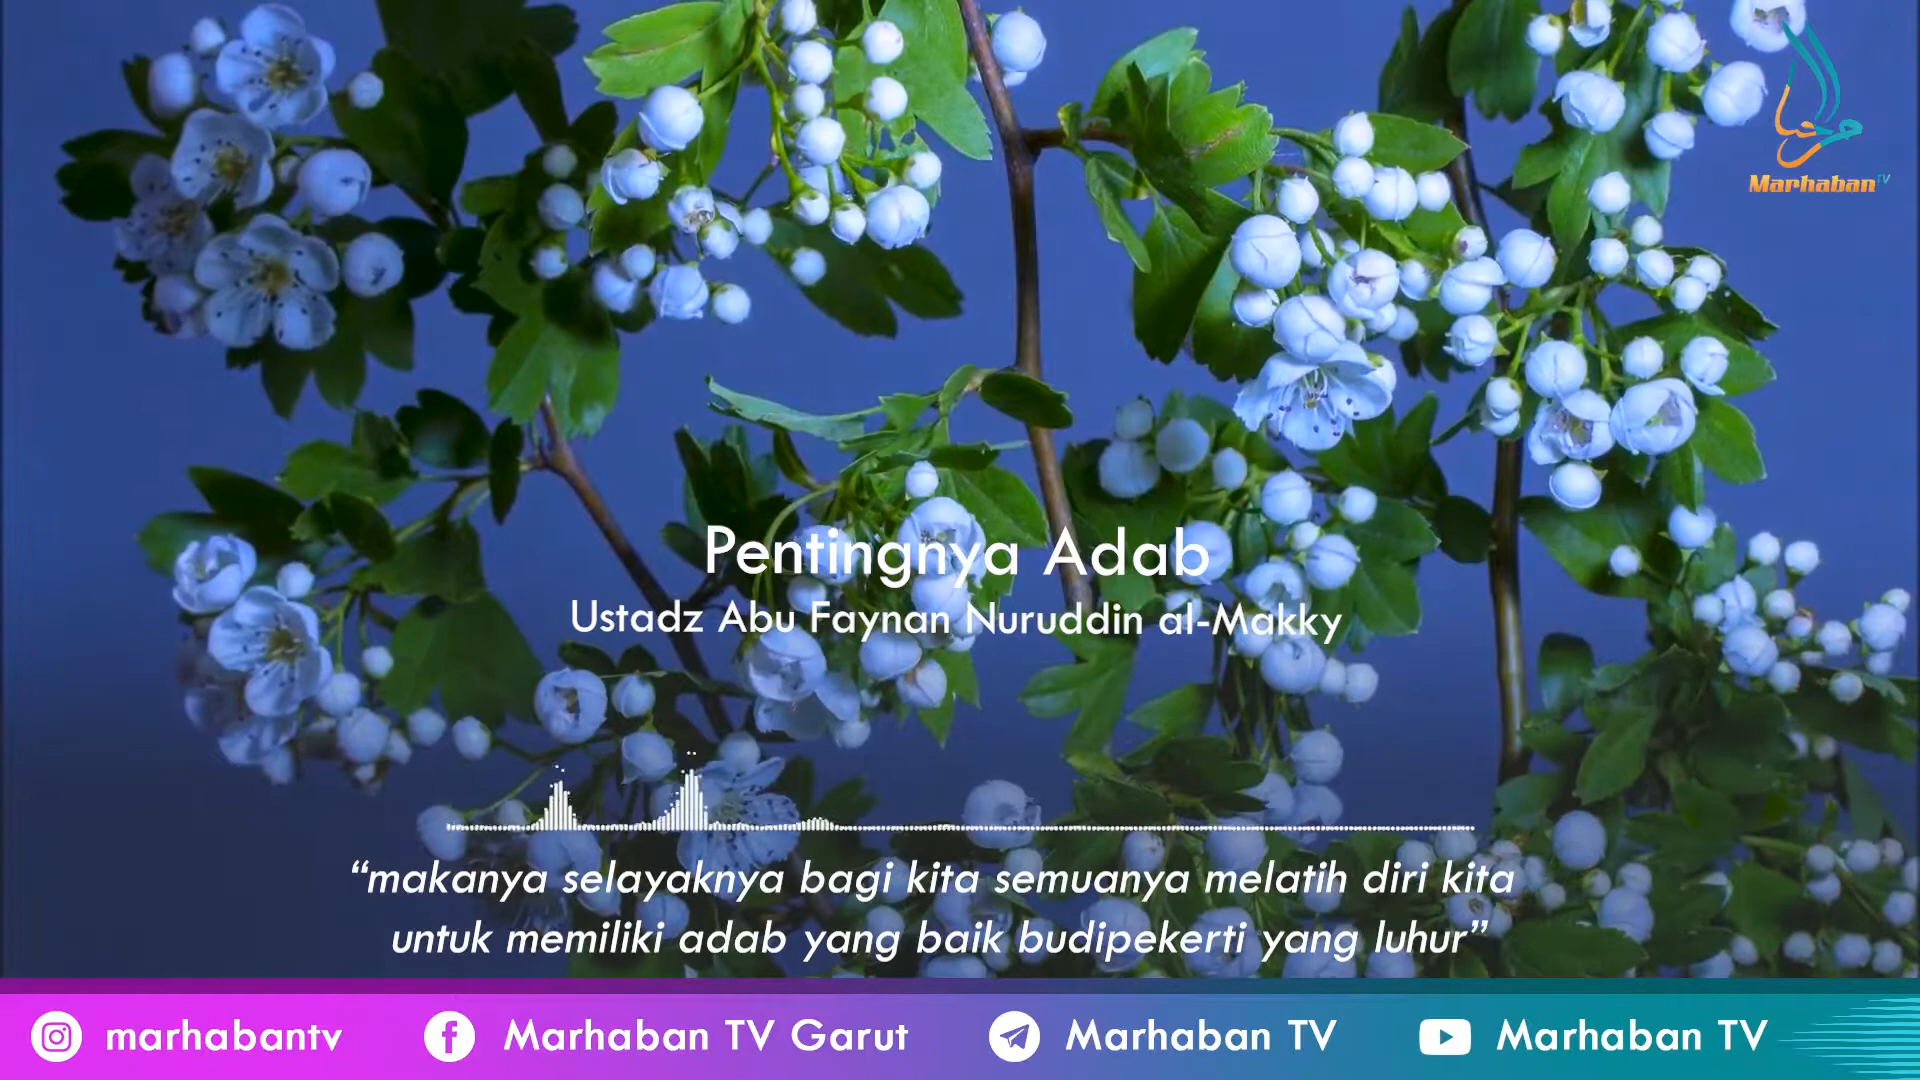 مرحبا
Marhaban TV
Pentingnya Adab
Ustadz Abu Faynan Nuruddin al-Makky
“makanya selayaknya bagi kita semuanya melatih diri kita
untuk memiliki adab yang baik budipekerti yang luhur”
marhabantv
Marhaban TV Garut
Marhaban TV
Marhaban TV